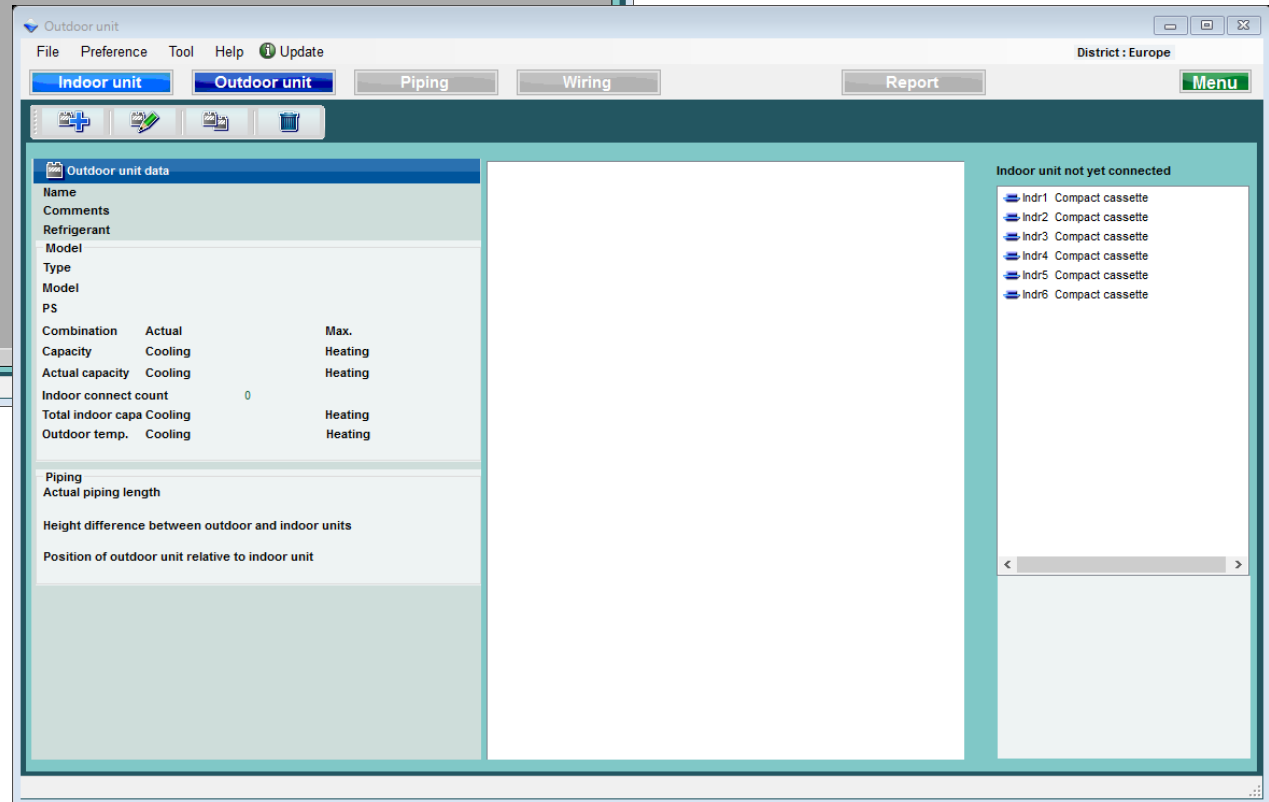 Outdoor unit
File Preference Tool Help Update District : Europe
Indoor unit Outdoor unit Piping Wiring Report Menu
Outdoor unit data
Name
Comments
Refrigerant
Model
Type
Model
PS
Combination Actual Max.
Capacity Cooling Heating
Actual capacity Cooling Heating
Indoor connect count 0
Total indoor capa Cooling Heating
Outdoor temp. Cooling Heating
Piping
Actual piping length
Height difference between outdoor and indoor units
Position of outdoor unit relative to indoor unit
Indoor unit not yet connected
Indr1 Compact cassette
Indr2 Compact cassette
Indr3 Compact cassette
Indr4 Compact cassette
Indr5 Compact cassette
Indr6 Compact cassette